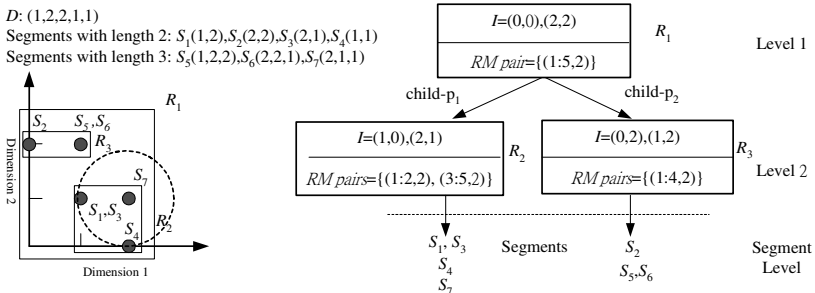 D: (1,2,2,1,1)
Segments with length 2: S1(1,2),S2(2,2),S3(2,1),S4(1,1)
Segments with length 3: S5(1,2,2),S6(2,2,1),S7(2,1,1)
R1
S2
S5,S6
R3
Dimension 2
S7
S1,S3
R2
S4
Dimension 1
I=(0,0),(2,2)
R1
Level 1
RM pair={(1:5,2)}
child-p1
child-p2
I=(1,0),(2,1)
R2
I=(0,2),(1,2)
R3
Level 2
RM pairs={(1:2,2), (3:5,2)}
RM pairs={(1:4,2)}
S1, S3
S4
S7
Segments
S2
S5,S6
Segment
Level